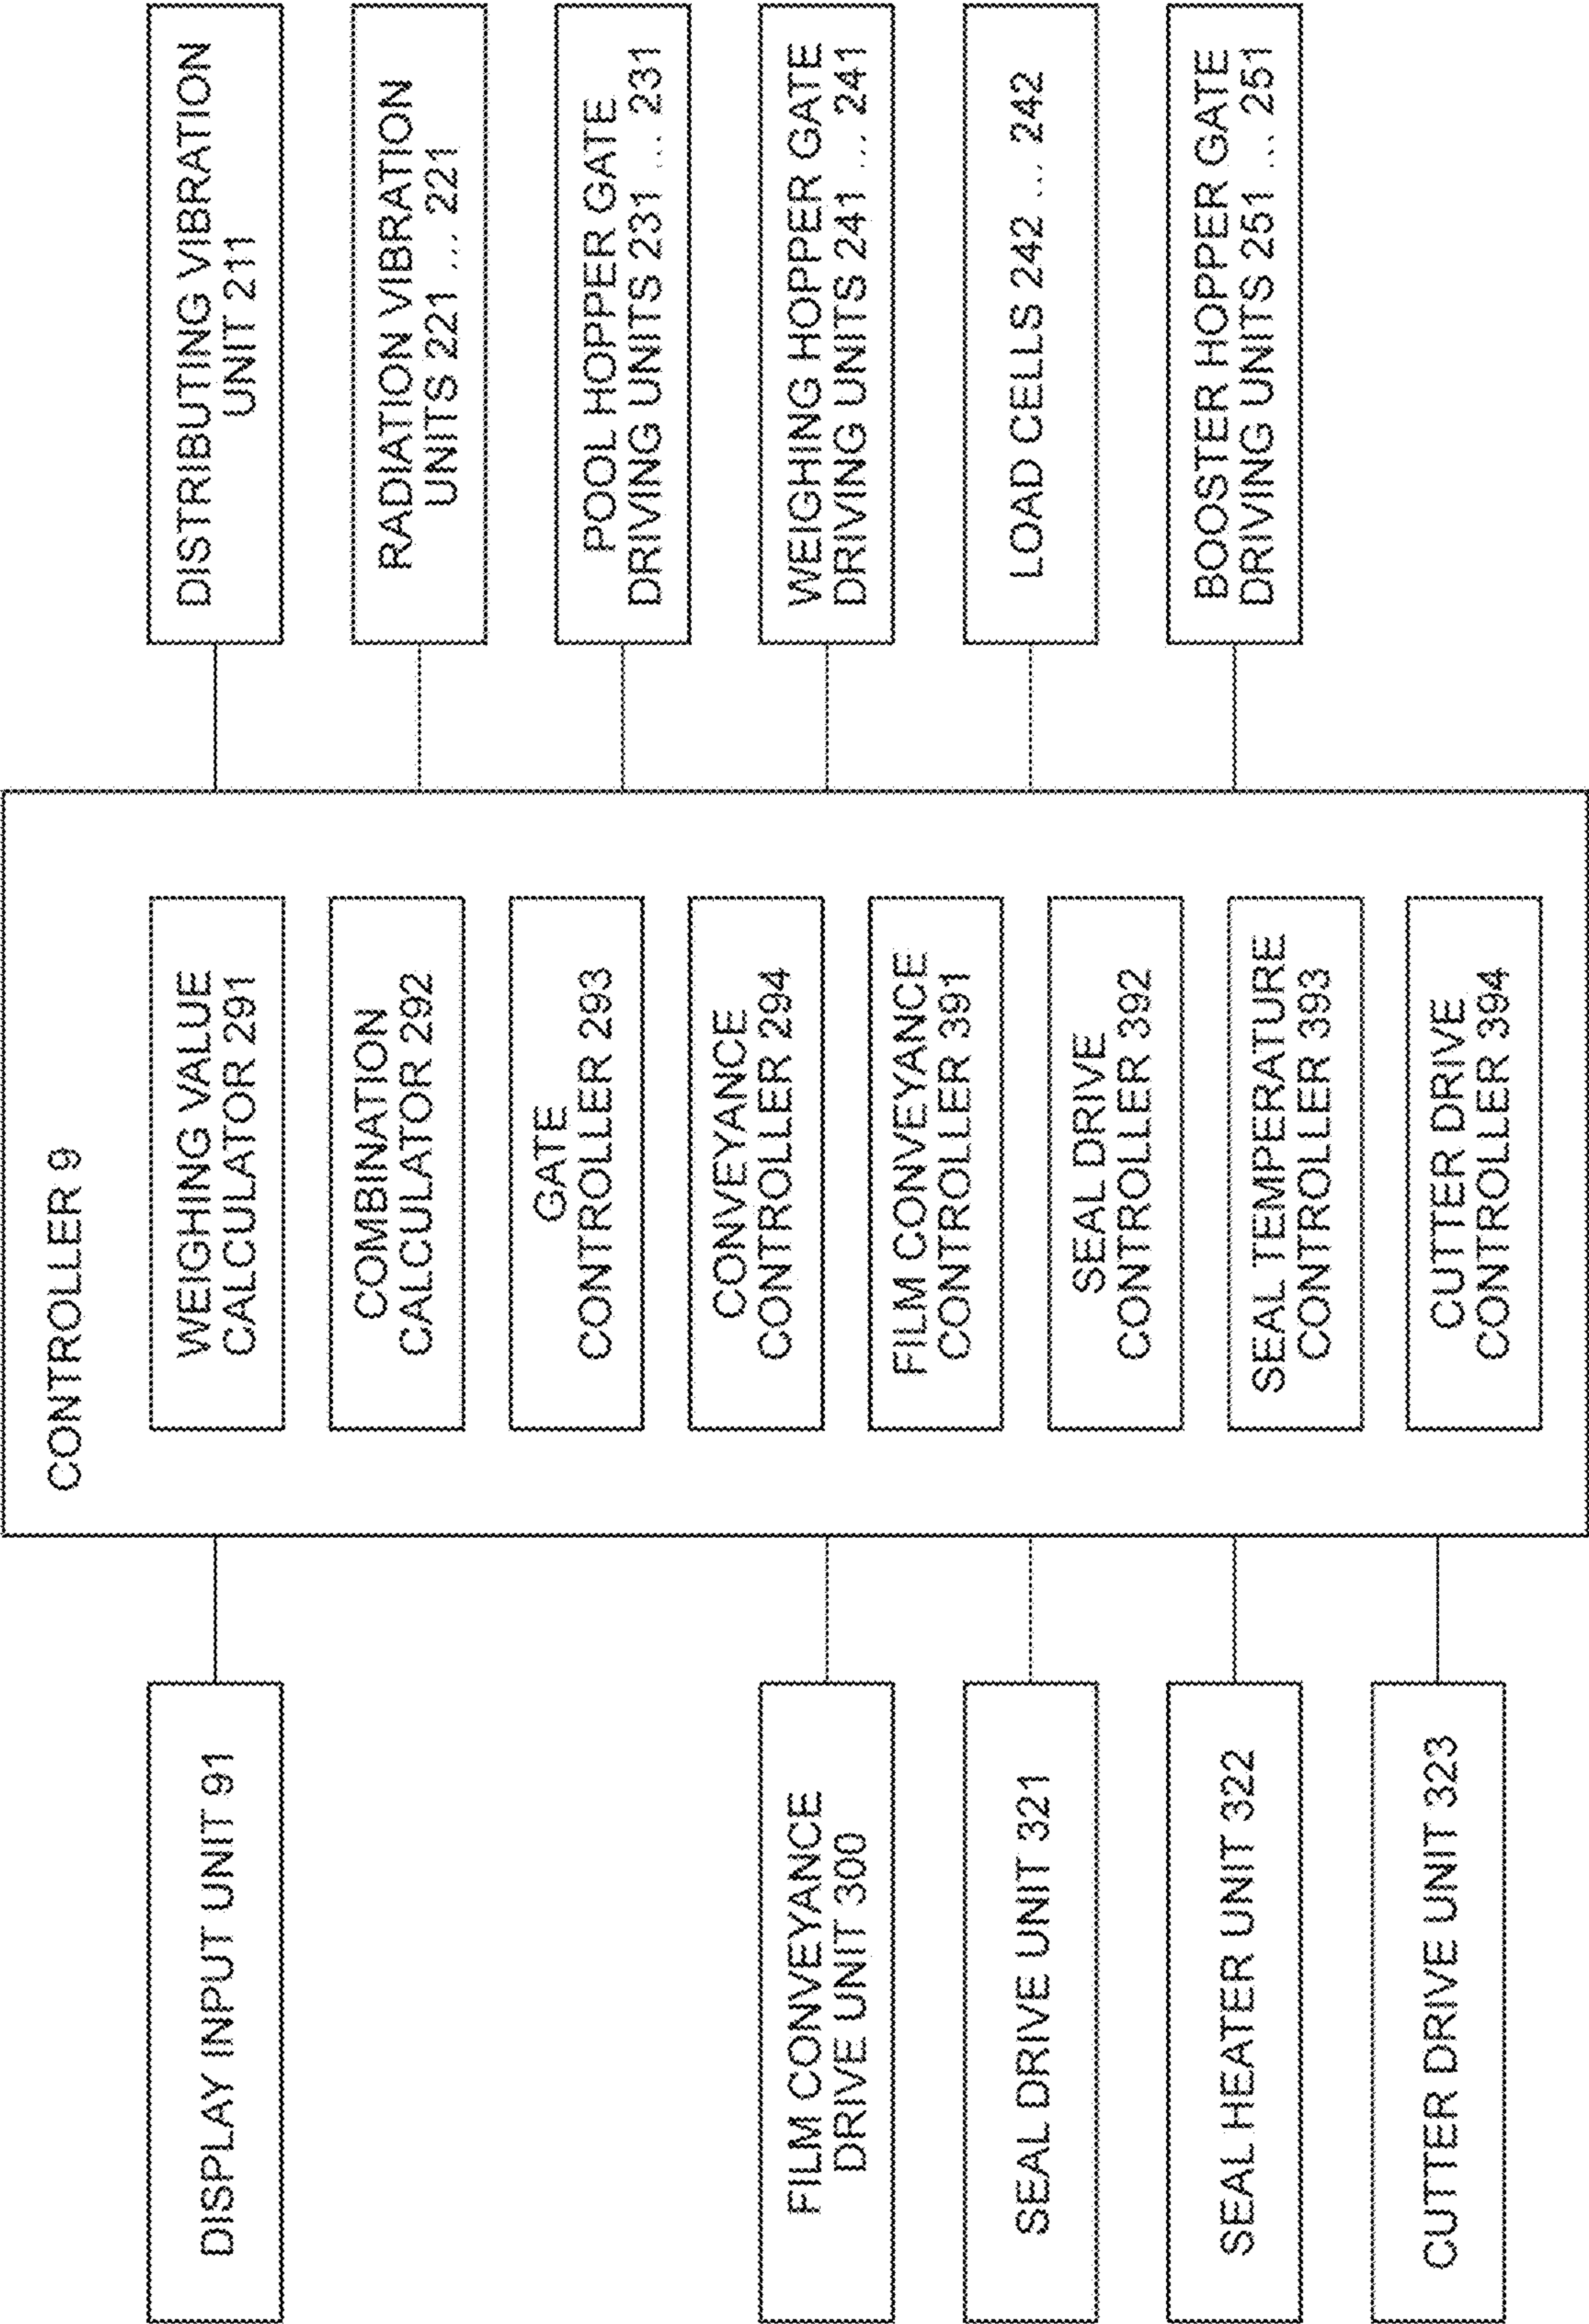 CONTROLLER 9
DISPLAY INPUT UNIT 91
FILM CONVEYANCE
DRIVE UNIT 300
SEAL DRIVE UNIT 321
SEAL HEATER UNIT 322
CUTTER DRIVE UNIT 323
WEIGHING VALUE
CALCULATOR 291
COMBINATION
CALCULATOR 292
GATE
CONTROLLER 293
CONVEYANCE
CONTROLLER 294
FILM CONVEYANCE
CONTROLLER 391
SEAL DRIVE
CONTROLLER 392
SEAL TEMPERATURE
CONTROLLER 393
CUTTER DRIVE
CONTROLLER 394
DISTRIBUTING VIBRATION
UNIT 211
RADIATION VIBRATION
UNITS 221 ... 221
POOL HOPPER GATE
DRIVING UNITS 231 ... 231
WEIGHING HOPPER GATE
DRIVING UNITS 241 ... 241
LOAD CELLS 242 ... 242
BOOSTER HOPPER GATE
DRIVING UNITS 251 ... 251